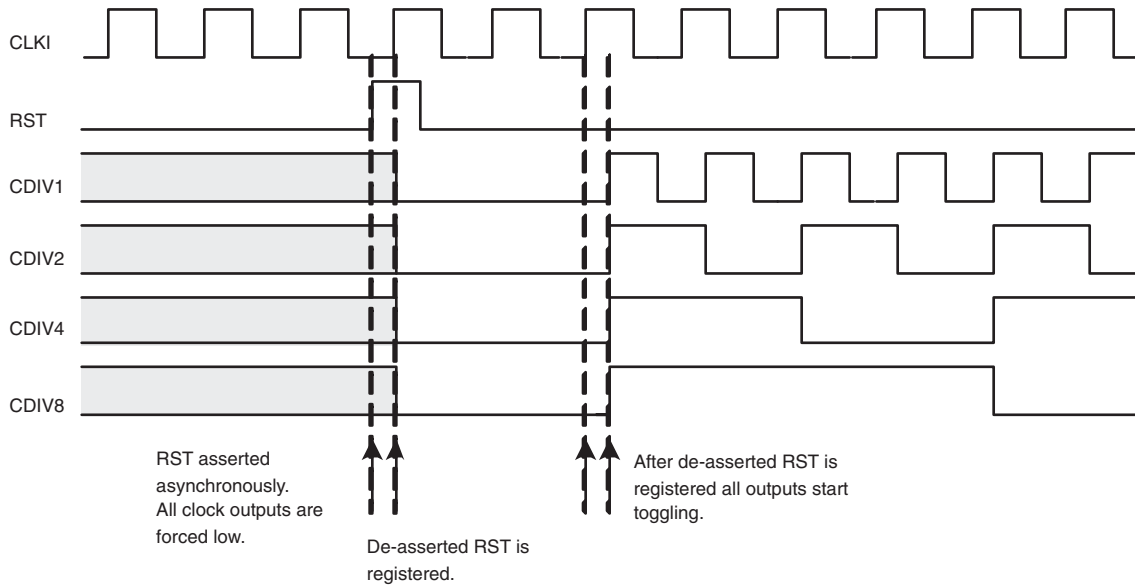 CLKI
RST
CDIV1
CDIV2
CDIV4
CDIV8
RST asserted
asynchronously.
All clock outputs are
forced low.
De-asserted RST is
registered.
After de-asserted RST is
registered all outputs start
toggling.